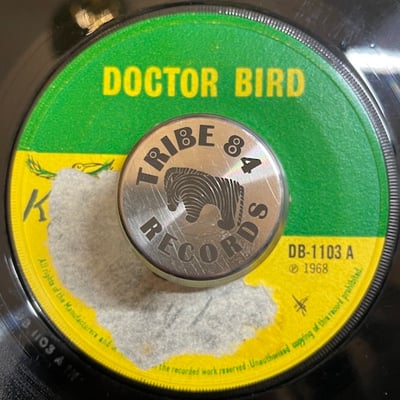 DOCTOR BIRD
TRIBE 84
RECORDS
K
DB-1103 A
℗ 1968
All rights of the Manufacturers and
the recorded work reserved · Unauthorised copying of this record prohibited.
1103 A